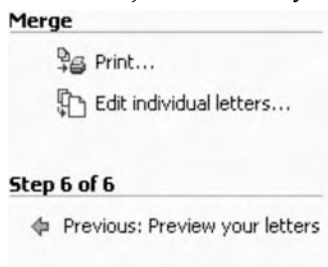 Merge
Print...
Edit individual letters...
Step 6 of 6
Previous: Preview your letters